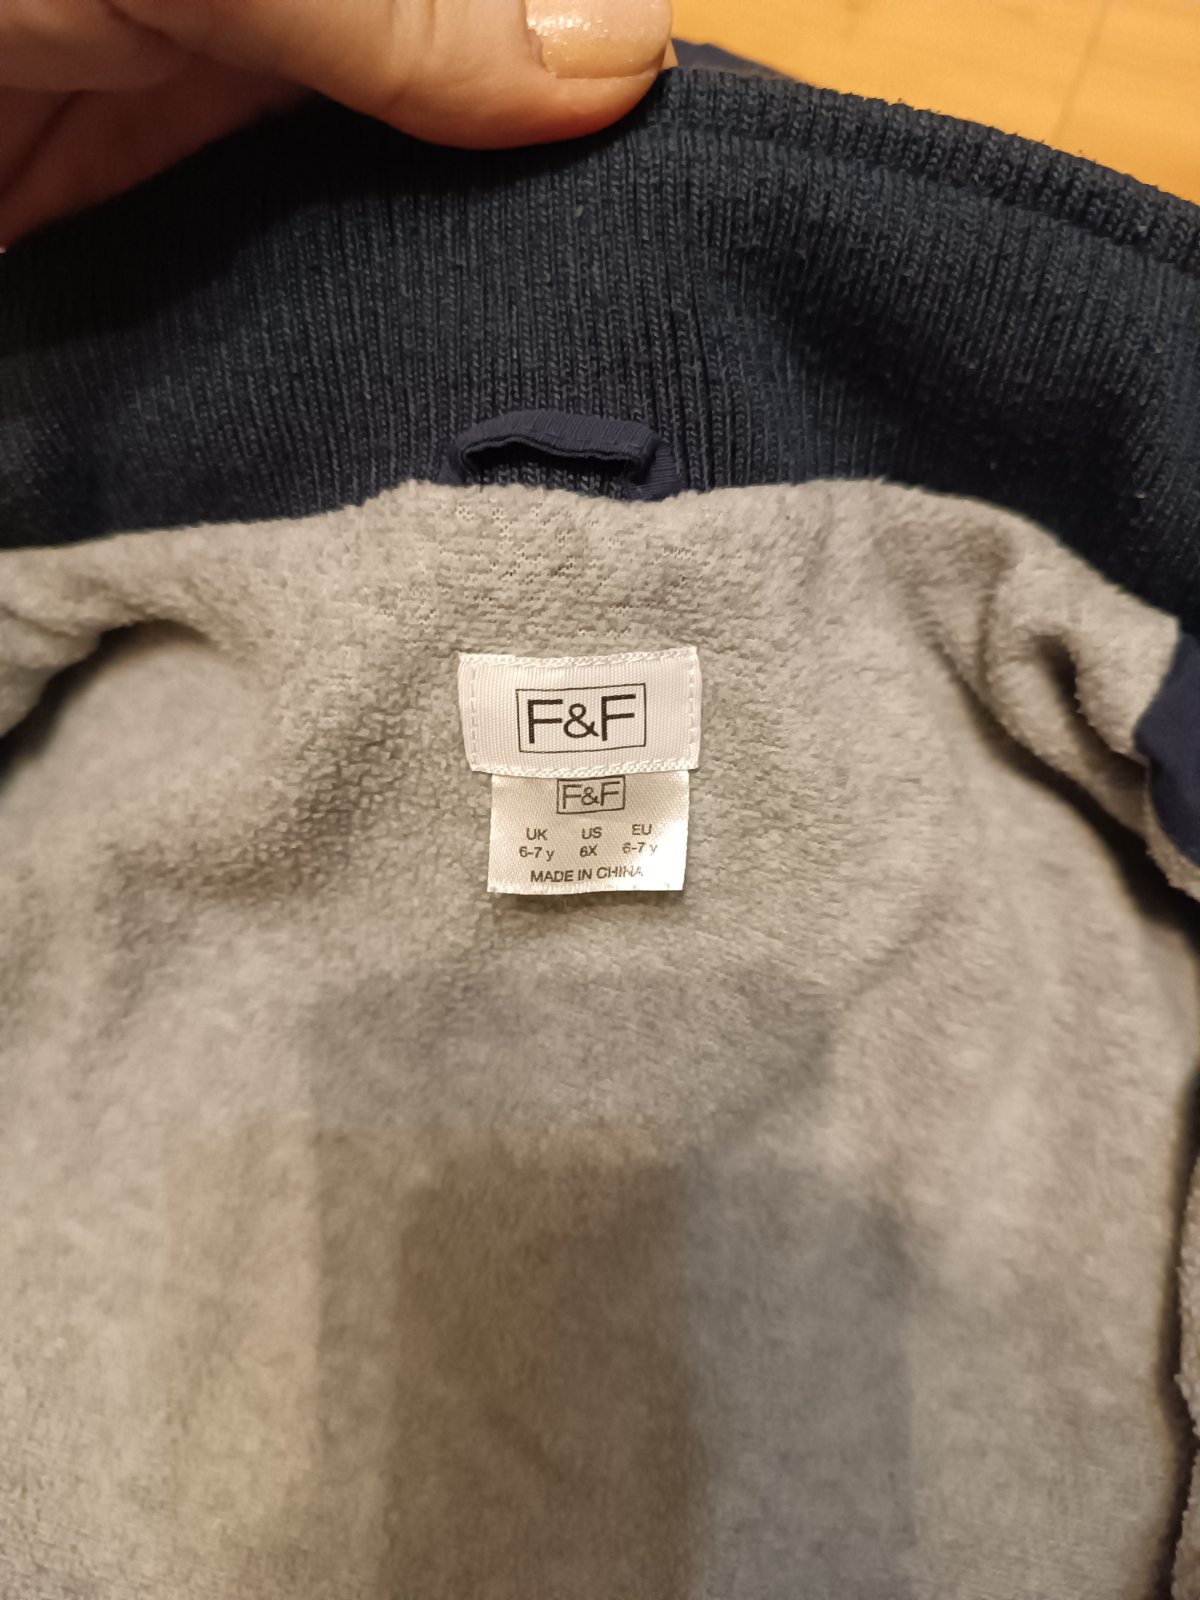 F&F
F&F
UK US EU
6-7 y 6X 6-7 y
MADE IN CHINA